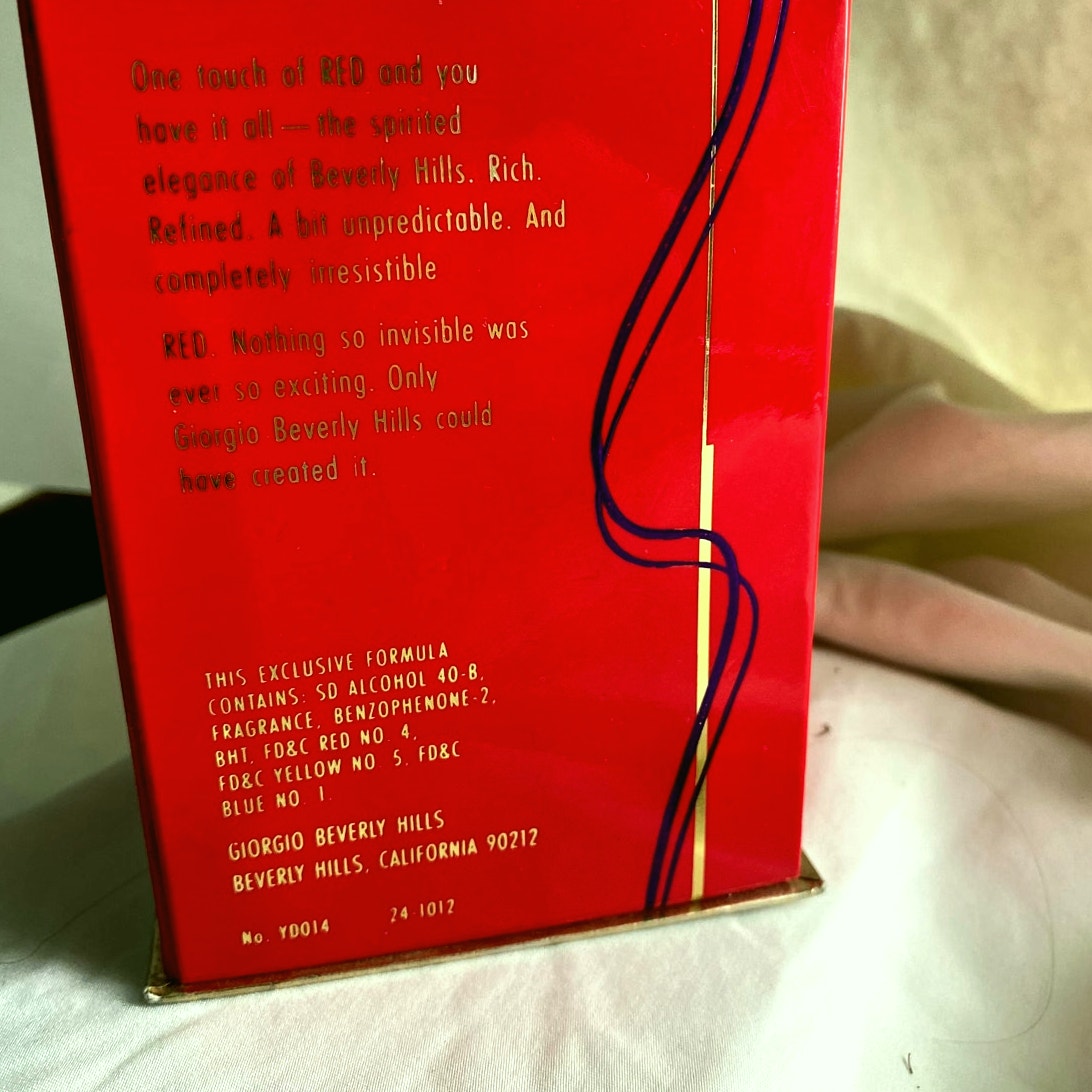 One touch of RED and you
have it all — the spirited
elegance of Beverly Hills. Rich.
Refined. A bit unpredictable. And
completely irresistible
RED. Nothing so invisible was
ever so exciting. Only
Giorgio Beverly Hills could
have created it.
THIS EXCLUSIVE FORMULA
CONTAINS: SD ALCOHOL 40-B,
FRAGRANCE, BENZOPHENONE-2,
BHT, FD&C RED NO. 4,
FD&C YELLOW NO. 5, FD&C
BLUE NO. 1.
GIORGIO BEVERLY HILLS
BEVERLY HILLS, CALIFORNIA 90212
No. YD014 24-1012